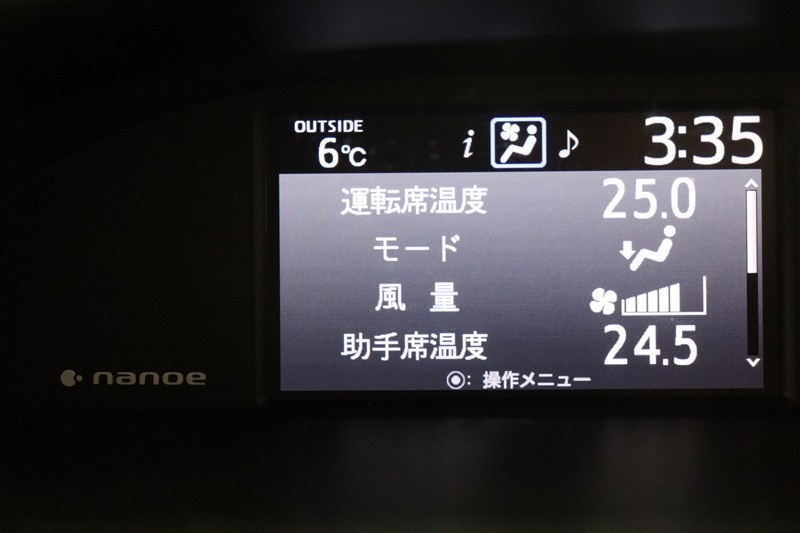 OUTSIDE
6℃
i
3:35
運転席温度 25.0
モード
風 量
助手席温度 24.5
: 操作メニュー
nanoe